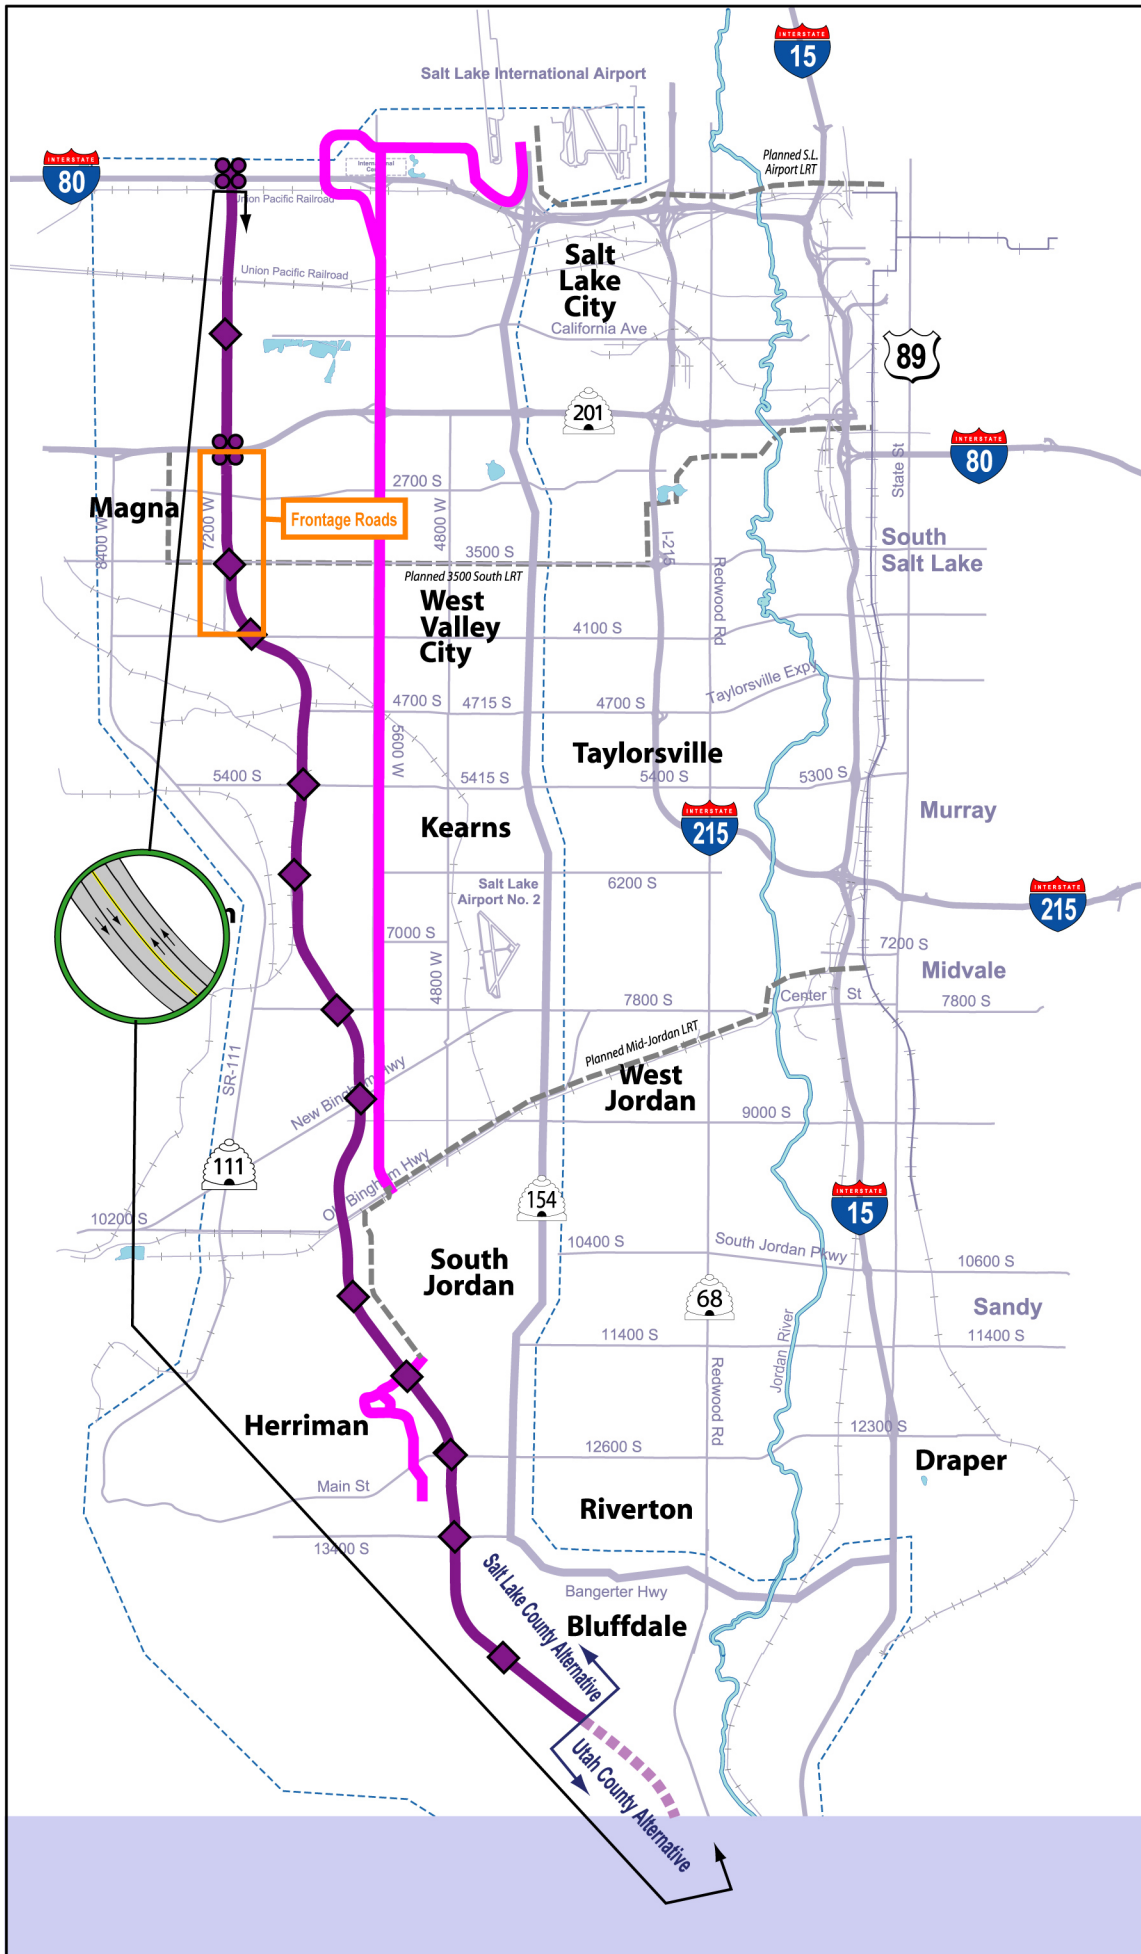 INTERSTATE
15
Salt Lake International Airport
INTERSTATE
80
Planned S.L.
Airport LRT
Union Pacific Railroad
Union Pacific Railroad
Salt
Lake
City
California Ave
89
201
INTERSTATE
80
State St
2700 S
Magna
8400 W
7200 W
Frontage Roads
4800 W
3500 S
I-215
Redwood Rd
South
Salt Lake
Planned 3500 South LRT
West
Valley
City
4100 S
4700 S
4715 S
4700 S
Taylorsville Expy
5600 W
Taylorsville
5400 S
5415 S
5400 S
5300 S
Kearns
INTERSTATE
215
Murray
6200 S
Salt Lake
Airport No. 2
INTERSTATE
215
n
7000 S
4800 W
7200 S
Midvale
7800 S
Center St
7800 S
Planned Mid-Jordan LRT
SR-111
New Bingham Hwy
West
Jordan
9000 S
111
Old Bingham Hwy
154
INTERSTATE
15
10200 S
10400 S
South Jordan Pkwy
10600 S
South
Jordan
68
Sandy
11400 S
11400 S
Jordan River
Redwood Rd
Herriman
12300 S
12600 S
Draper
Main St
Riverton
13400 S
Salt Lake County Alternative
Bangerter Hwy
Bluffdale
Utah County Alternative